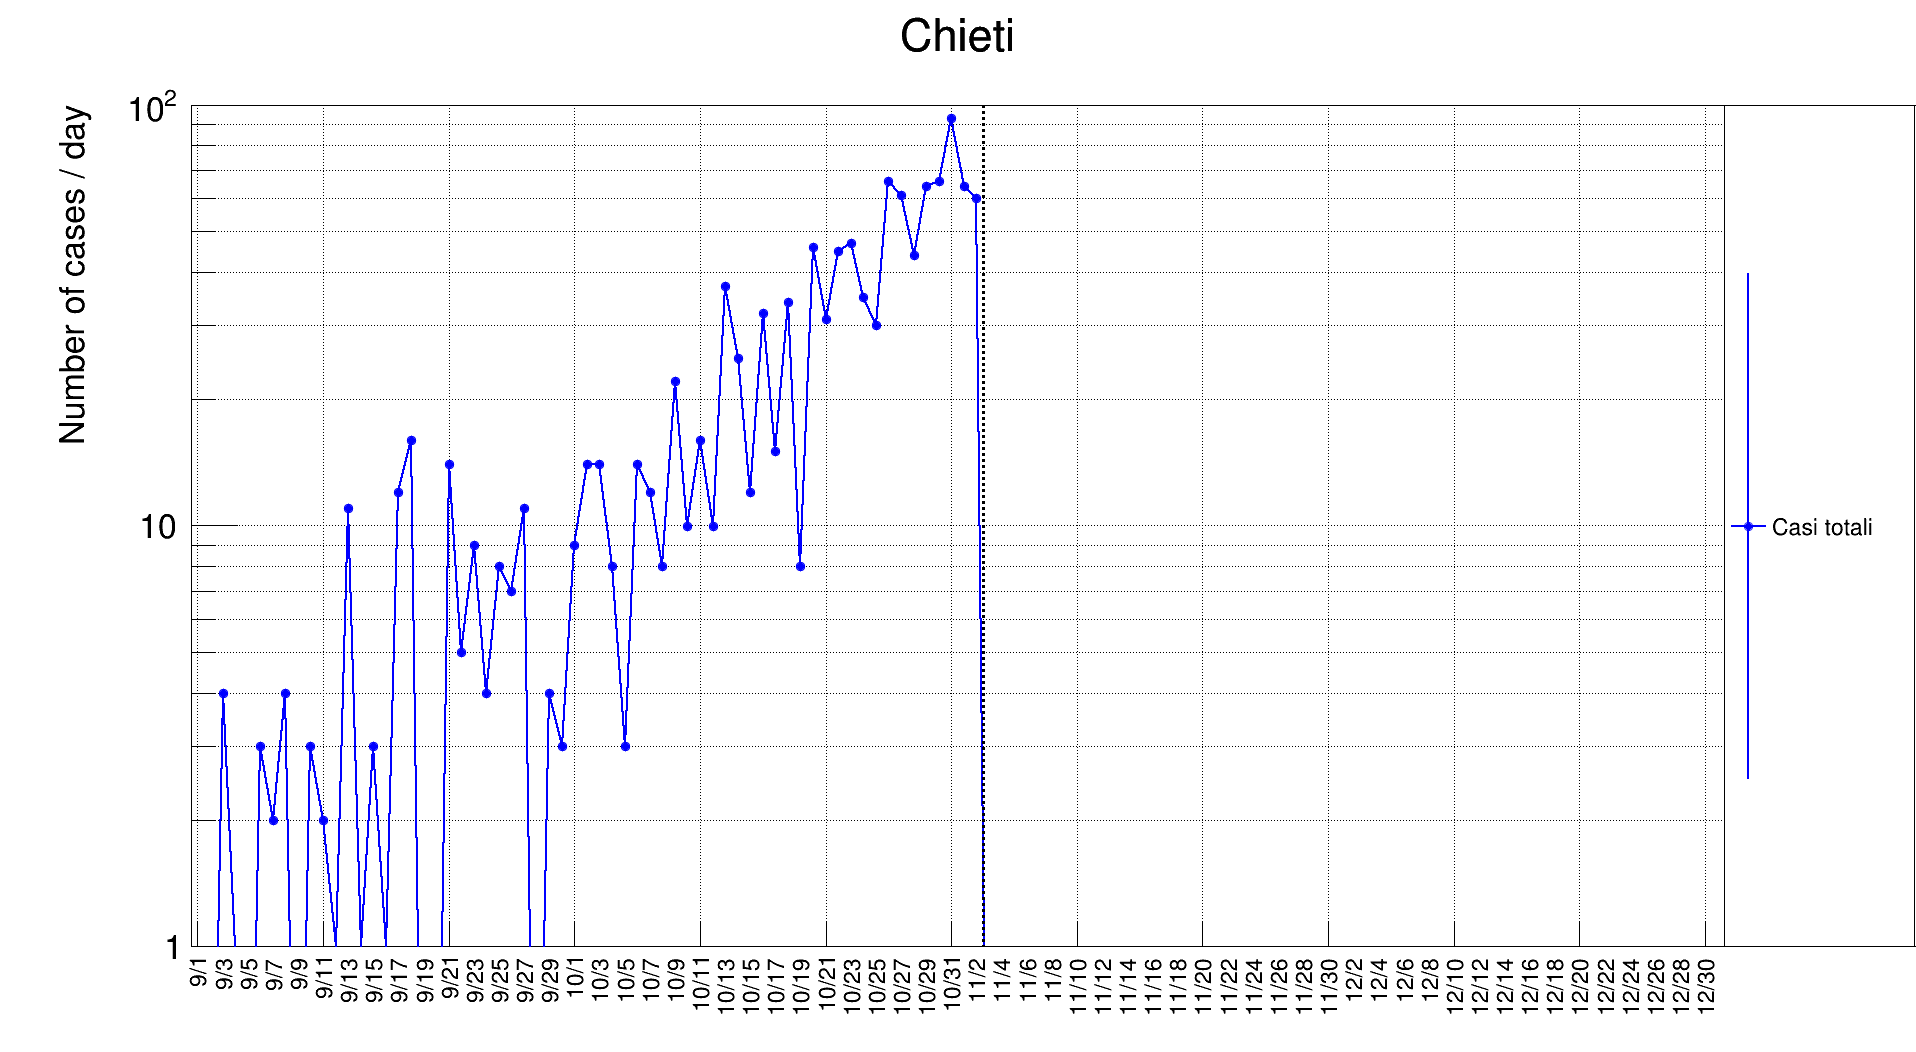 Chieti
Number of cases / day
10²
10
1
9/1 9/3 9/5 9/7 9/9 9/11 9/13 9/15 9/17 9/19 9/21 9/23 9/25 9/27 9/29 10/1 10/3 10/5 10/7 10/9 10/11 10/13 10/15 10/17 10/19 10/21 10/23 10/25 10/27 10/29 10/31 11/2 11/4 11/6 11/8 11/10 11/12 11/14 11/16 11/18 11/20 11/22 11/24 11/26 11/28 11/30 12/2 12/4 12/6 12/8 12/10 12/12 12/14 12/16 12/18 12/20 12/22 12/24 12/26 12/28 12/30
Casi totali